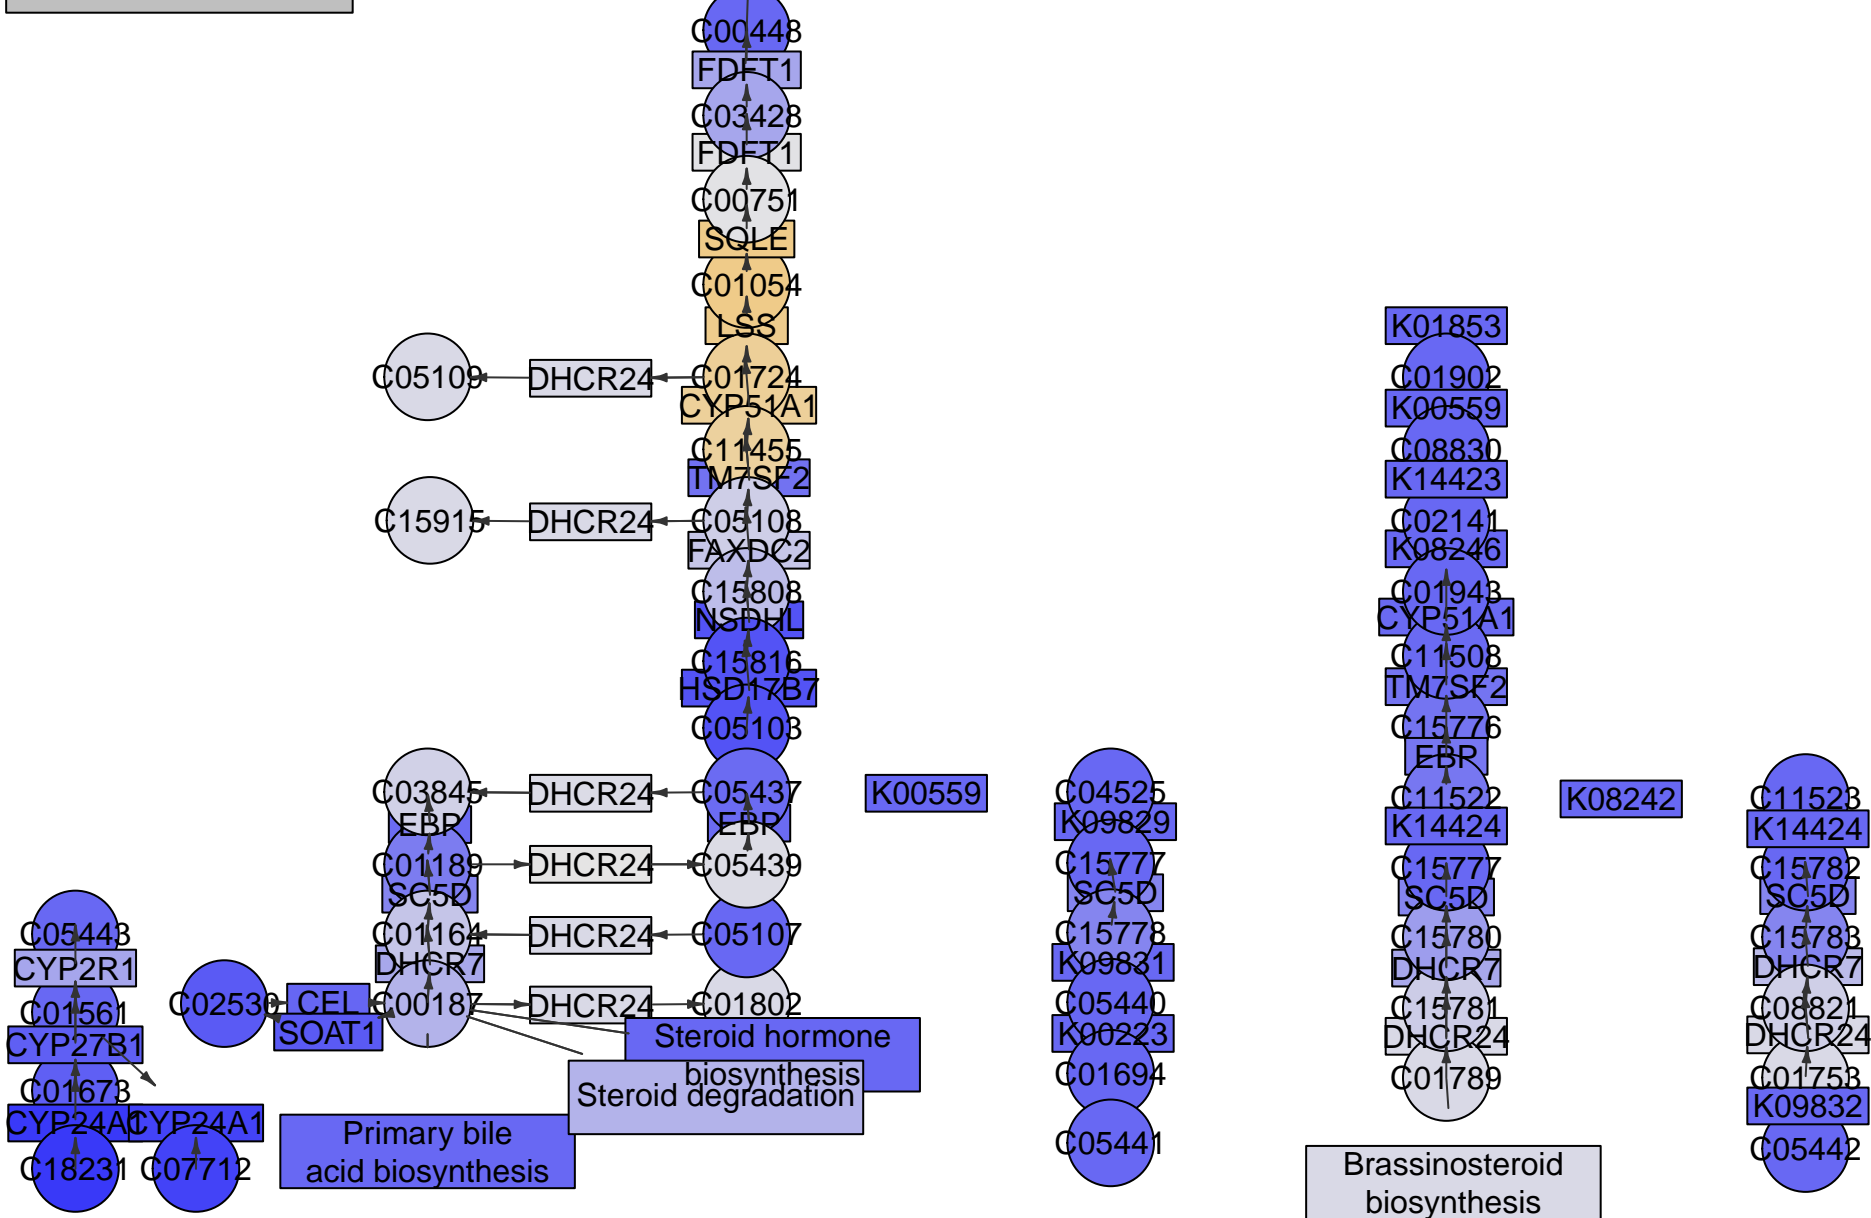 C00448
FDFT1
C03428
FDFT1
C00751
SQLE
C01054
LSS
C05109
DHCR24
C01724
CYP51A1
C11455
TM7SF2
C15915
DHCR24
C05108
FAXDC2
C15808
NSDHL
C15816
HSD17B7
C05103
C03845
DHCR24
C05437
EBP
EBP
C01189
DHCR24
C05439
SC5D
C01164
DHCR24
C05107
DHCR7
C00187
DHCR24
C01802
C02530
CEL
SOAT1
C05443
CYP2R1
C01561
CYP27B1
C01673
CYP24A1
CYP24A1
C18231
C07712
Steroid hormone
biosynthesis
Steroid degradation
Primary bile
acid biosynthesis
K00559
C04525
K09829
C15777
SC5D
C15778
K09831
C05440
K00223
C01694
C05441
K01853
C01902
K00559
C08830
K14423
C02141
K08246
C01943
CYP51A1
C11508
TM7SF2
C15776
EBP
C11522
K14424
C15777
SC5D
C15780
DHCR7
C15781
DHCR24
C01789
Brassinosteroid
biosynthesis
K08242
C11523
K14424
C15782
SC5D
C15783
DHCR7
C08821
DHCR24
C01753
K09832
C05442